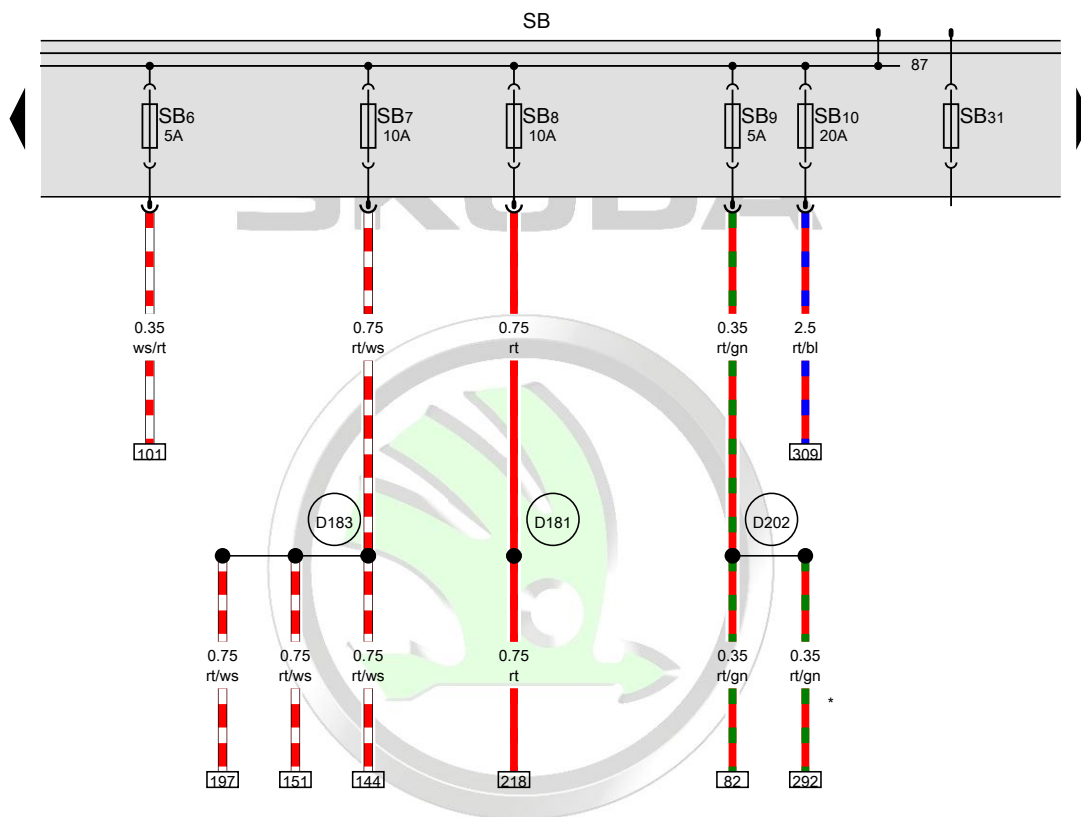 SB
87
SB6
5A
SB7
10A
SB8
10A
SB9
5A
SB10
20A
SB31
SKODA
0.35
ws/rt
0.75
rt/ws
0.75
rt
0.35
rt/gn
2.5
rt/bl
101
309
D183
D181
D202
0.75
rt/ws
0.75
rt/ws
0.75
rt/ws
0.75
rt
0.35
rt/gn
0.35
rt/gn
*
197
151
144
218
82
292